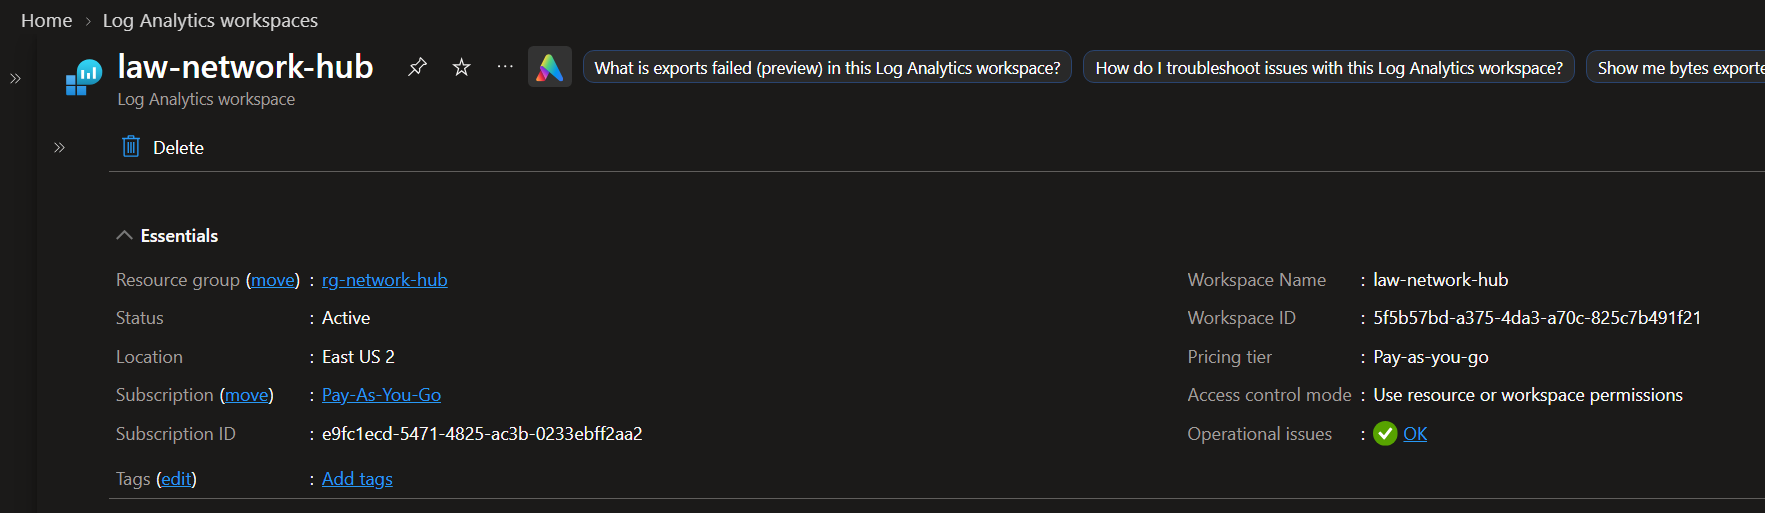 Home > Log Analytics workspaces
law-network-hub
Log Analytics workspace
What is exports failed (preview) in this Log Analytics workspace?
How do I troubleshoot issues with this Log Analytics workspace?
Show me bytes exporte
Delete
Essentials
Resource group (move) : rg-network-hub
Status : Active
Location : East US 2
Subscription (move) : Pay-As-You-Go
Subscription ID : e9fc1ecd-5471-4825-ac3b-0233ebff2aa2
Tags (edit) : Add tags
Workspace Name : law-network-hub
Workspace ID : 5f5b57bd-a375-4da3-a70c-825c7b491f21
Pricing tier : Pay-as-you-go
Access control mode : Use resource or workspace permissions
Operational issues : OK